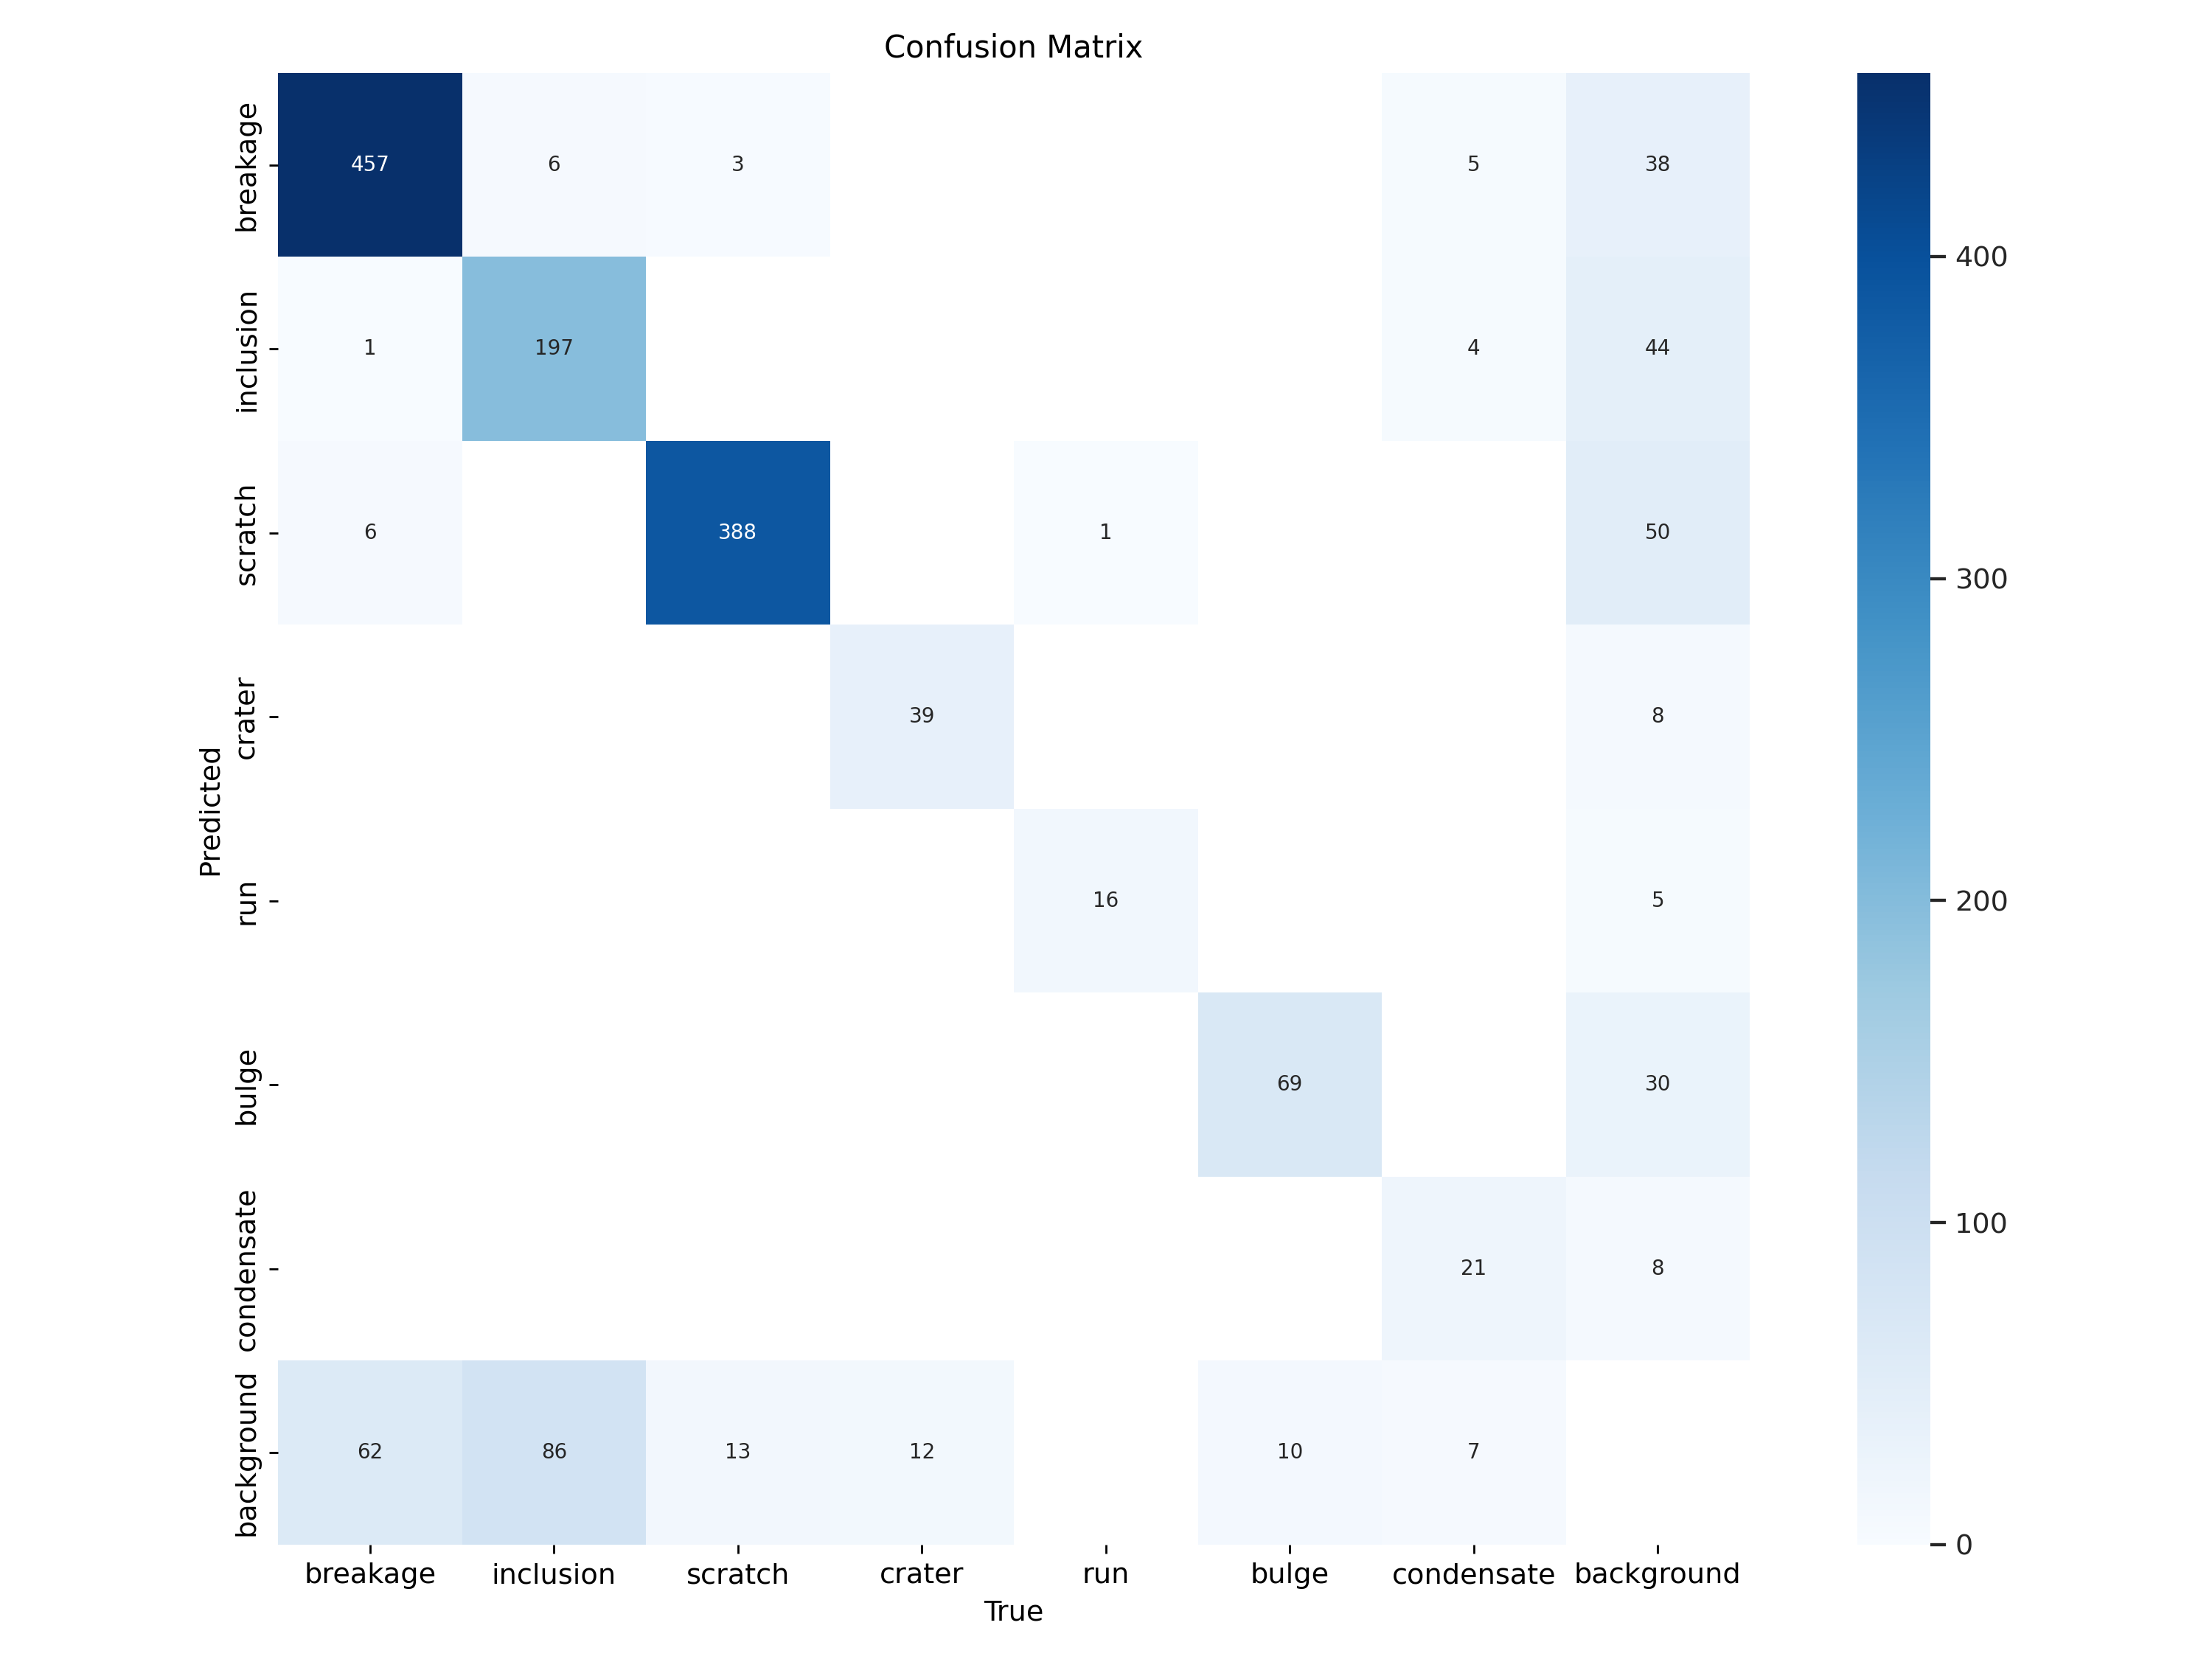 Confusion Matrix
Predicted
breakage 457 6 3 5 38
inclusion 1 197 4 44
scratch 6 388 1 50
crater 39 8
run 16 5
bulge 69 30
condensate 21 8
background 62 86 13 12 10 7
breakage inclusion scratch crater run bulge condensate background
True
400
300
200
100
0